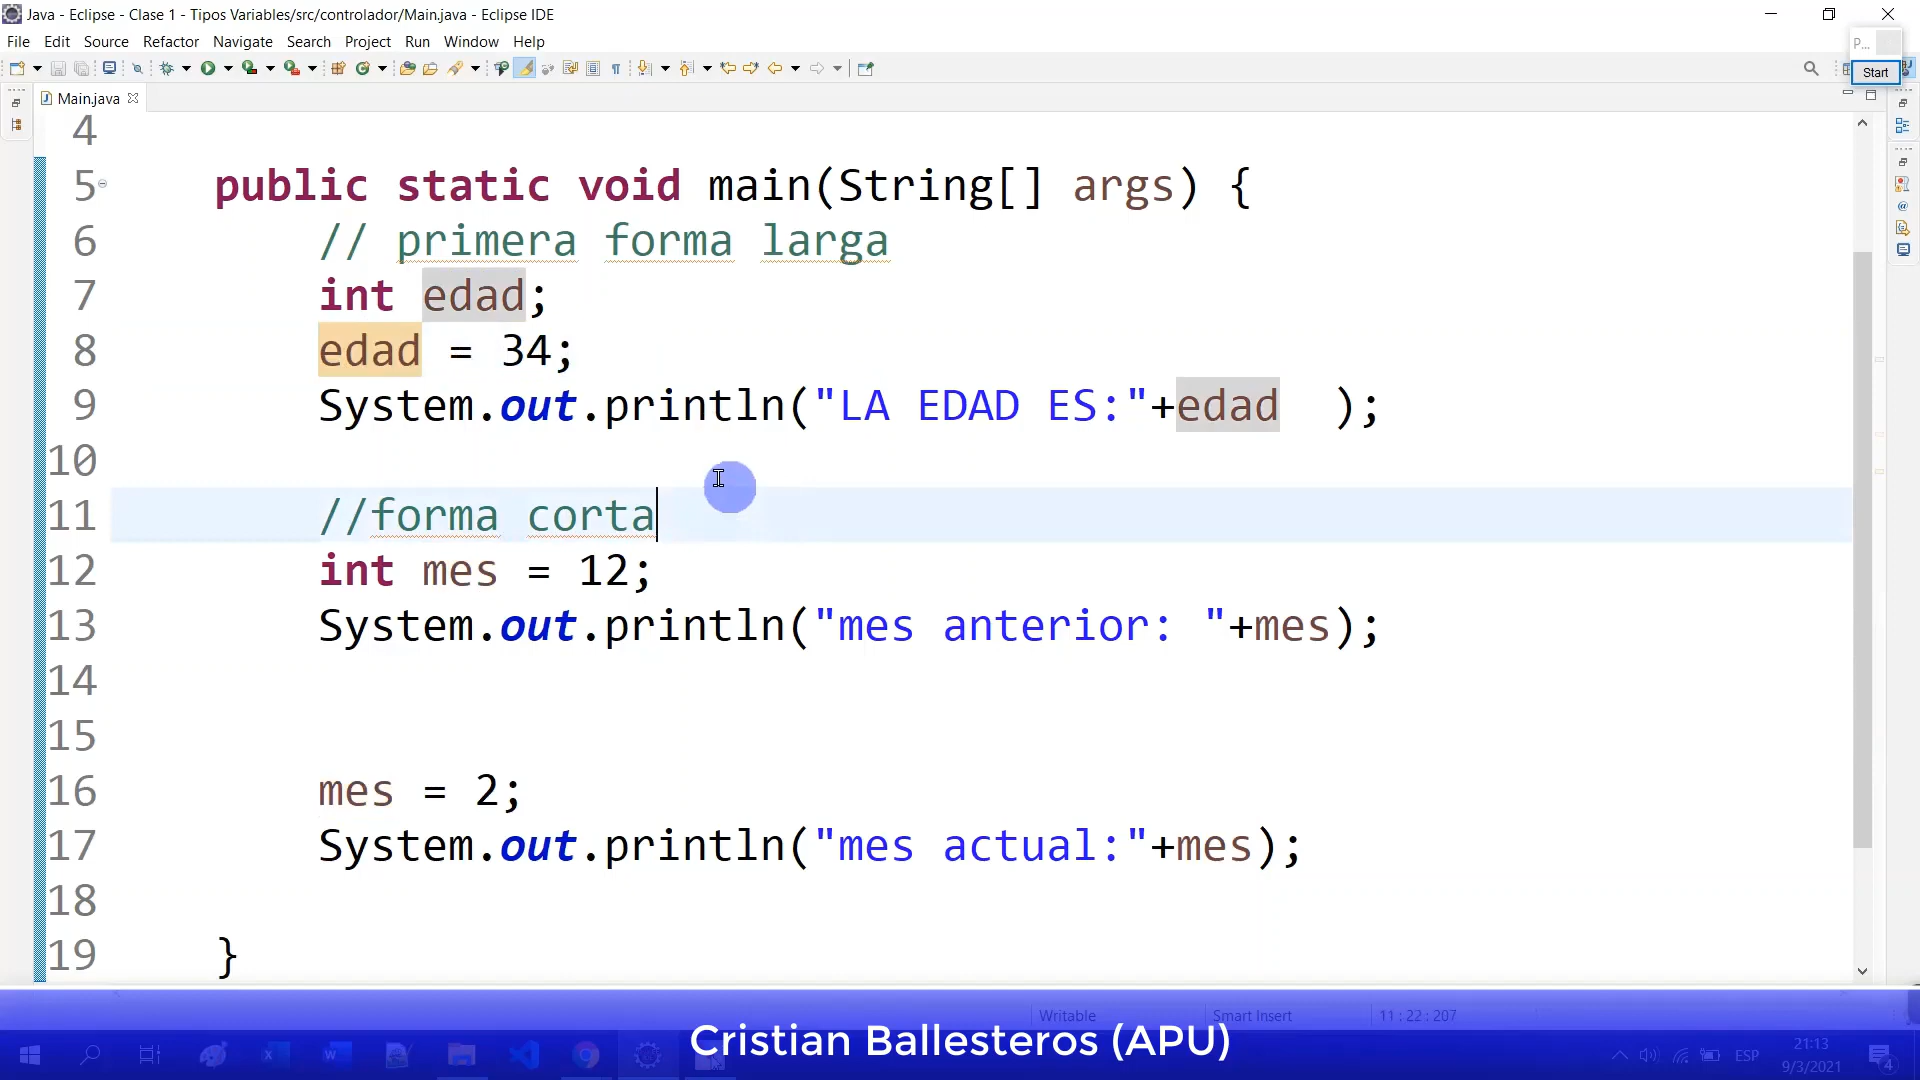 Java - Eclipse - Clase 1 - Tipos Variables/src/controlador/Main.java - Eclipse IDE
File Edit Source Refactor Navigate Search Project Run Window Help
P...
Start
Main.java
4
5 public static void main(String[] args) {
6 // primera forma larga
7 int edad;
8 edad = 34;
9 System.out.println("LA EDAD ES:"+edad );
10
11 //forma corta
12 int mes = 12;
13 System.out.println("mes anterior: "+mes);
14
15
16 mes = 2;
17 System.out.println("mes actual:"+mes);
18
19 }
Writable Smart Insert 11 : 22 : 207
Cristian Ballesteros (APU)
ESP
21:13
9/3/2021
4